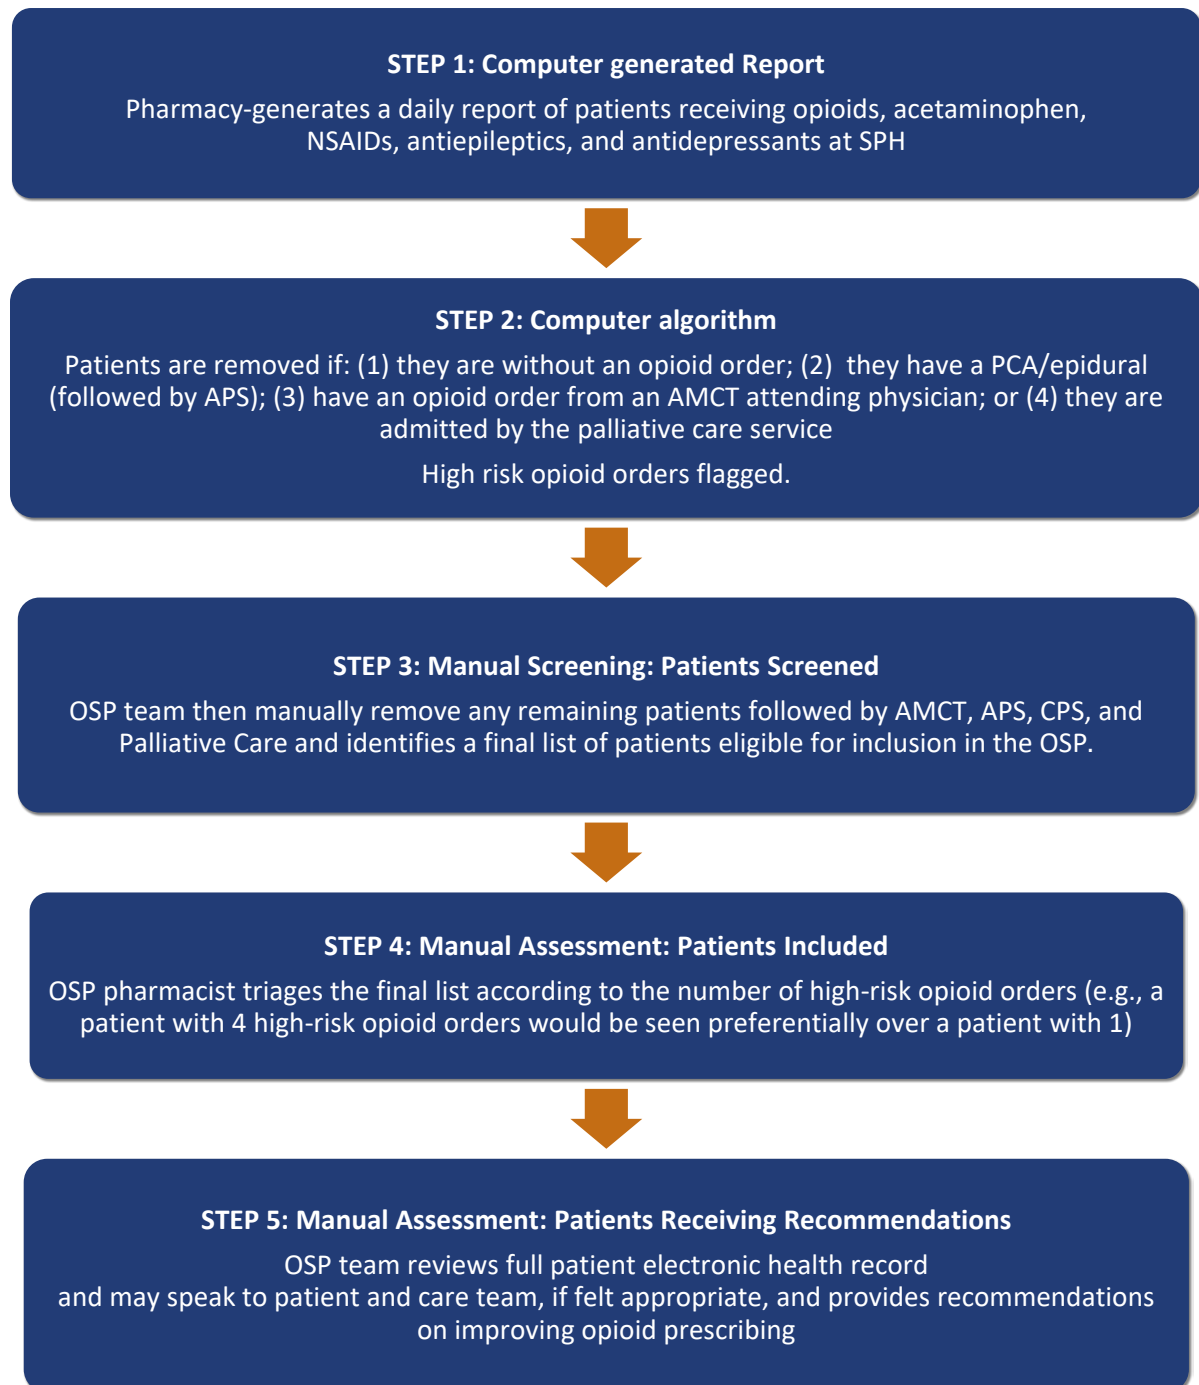 STEP 1: Computer generated Report
Pharmacy-generates a daily report of patients receiving opioids, acetaminophen,
NSAIDs, antiepileptics, and antidepressants at SPH
STEP 2: Computer algorithm
Patients are removed if: (1) they are without an opioid order; (2) they have a PCA/epidural
(followed by APS); (3) have an opioid order from an AMCT attending physician; or (4) they are
admitted by the palliative care service
High risk opioid orders flagged.
STEP 3: Manual Screening: Patients Screened
OSP team then manually remove any remaining patients followed by AMCT, APS, CPS, and
Palliative Care and identifies a final list of patients eligible for inclusion in the OSP.
STEP 4: Manual Assessment: Patients Included
OSP pharmacist triages the final list according to the number of high-risk opioid orders (e.g., a
patient with 4 high-risk opioid orders would be seen preferentially over a patient with 1)
STEP 5: Manual Assessment: Patients Receiving Recommendations
OSP team reviews full patient electronic health record
and may speak to patient and care team, if felt appropriate, and provides recommendations
on improving opioid prescribing